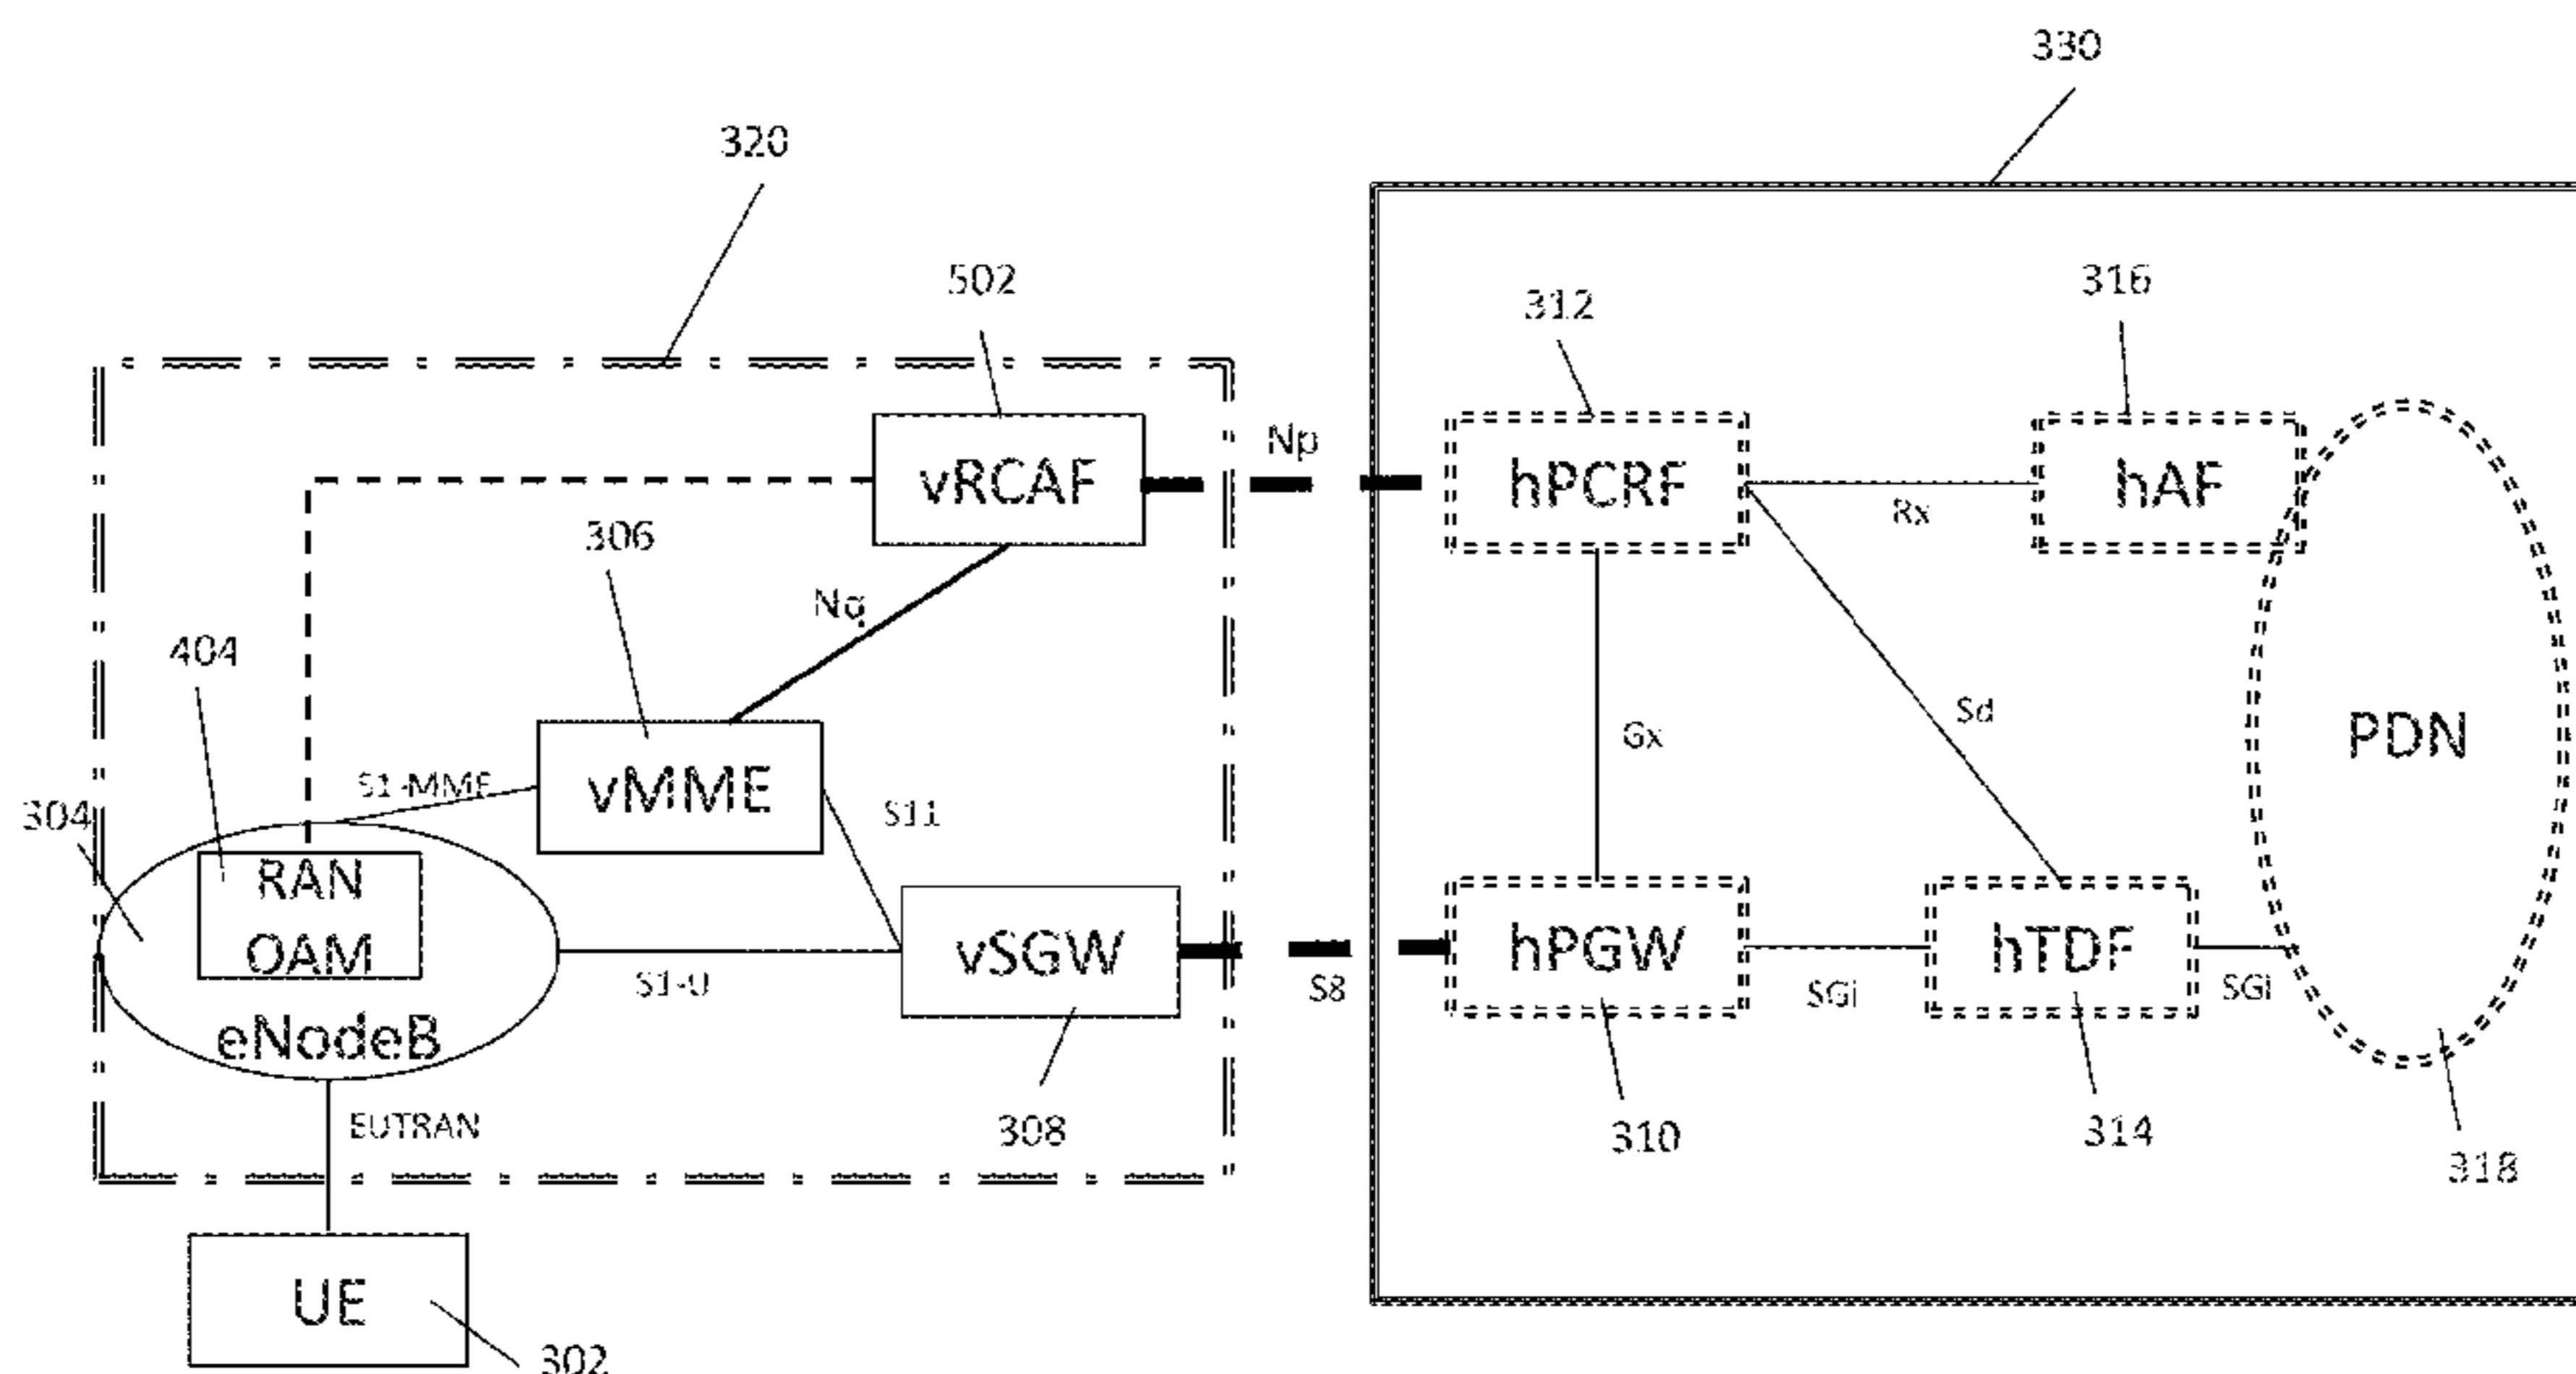 330
320
502
316
312
Np
vRCAF
hPCRF
hAF
Rx
306
Nq
404
Sd
PDN
Gx
S1-MME
vMME
304
S11
RAN
OAM
vSGW
hPGW
hTDF
S1-U
S8
SGi
SGi
eNodeB
EUTRAN
308
310
314
318
UE
302